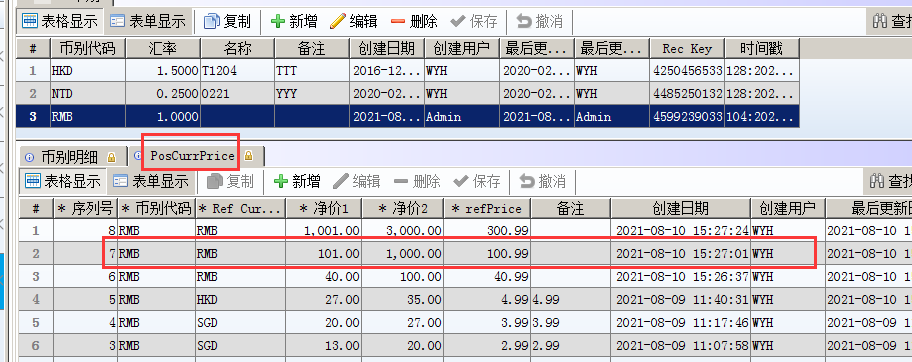 表格显示 表单显示 复制 新增 编辑 删除 保存 撤消 查找
# 币别代码 汇率 名称 备注 创建日期 创建用户 最后更... 最后更... Rec Key 时间戳
1 HKD 1.5000 T1204 TTT 2016-12... WYH 2020-02... WYH 4250456533 128:202...
2 NTD 0.2500 0221 YYY 2020-02... WYH 2020-02... WYH 4485250132 128:202...
3 RMB 1.0000 2021-08... Admin 2021-08... Admin 4599239033 104:202...
币别明细 PosCurrPrice
表格显示 表单显示 复制 新增 编辑 删除 保存 撤消 查找
# * 序列号 * 币别代码 * Ref Cur... * 净价1 * 净价2 * refPrice 备注 创建日期 创建用户 最后更新日
1 8 RMB RMB 1,001.00 3,000.00 300.99 2021-08-10 15:27:24 WYH 2021-08-10 1
2 7 RMB RMB 101.00 1,000.00 100.99 2021-08-10 15:27:01 WYH 2021-08-10 1
3 6 RMB RMB 40.00 100.00 40.99 2021-08-10 15:26:37 WYH 2021-08-10 1
4 5 RMB HKD 27.00 35.00 4.99 4.99 2021-08-09 11:40:31 WYH 2021-08-09 1
5 4 RMB SGD 20.00 27.00 3.99 3.99 2021-08-09 11:17:46 WYH 2021-08-09 1
6 3 RMB SGD 13.00 20.00 2.99 2.99 2021-08-09 11:07:58 WYH 2021-08-09 1